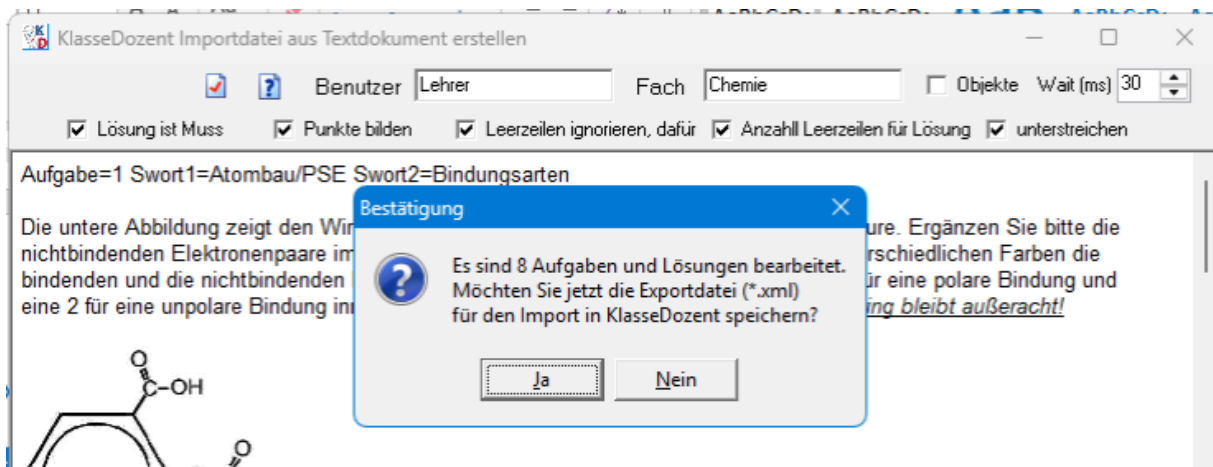 KlasseDozent Importdatei aus Textdokument erstellen
Benutzer Lehrer Fach Chemie Objekte Wait (ms) 30
Lösung ist Muss Punkte bilden Leerzeilen ignorieren, dafür Anzahll Leerzeilen für Lösung unterstreichen
Aufgabe=1 Swort1=Atombau/PSE Swort2=Bindungsarten
Die untere Abbildung zeigt den ure. Ergänzen Sie bitte die
nichtbindenden Elektronenpaare im rschiedlichen Farben die
bindenden und die nichtbindenden ür eine polare Bindung und
eine 2 für eine unpolare Bindung ing bleibt außeracht!
Bestätigung
Es sind 8 Aufgaben und Lösungen bearbeitet.
Möchten Sie jetzt die Exportdatei (*.xml)
für den Import in KlasseDozent speichern?
Ja Nein
O
C-OH
O